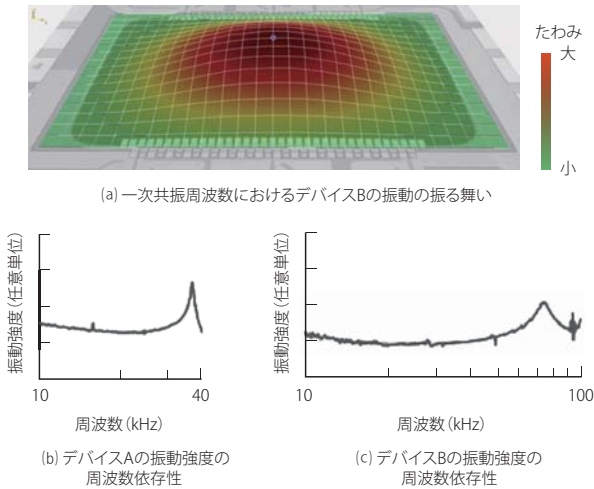 たわみ
大
小
(a) 一次共振周波数におけるデバイスBの振動の振る舞い
振動強度(任意単位)
10
40
周波数(kHz)
(b) デバイスAの振動強度の
周波数依存性
振動強度(任意単位)
10
100
周波数(kHz)
(c) デバイスBの振動強度の
周波数依存性